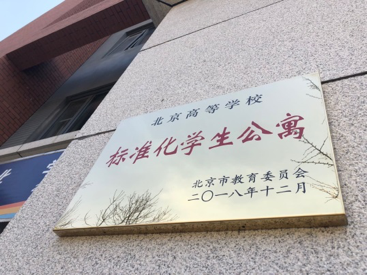 北京高等学校
标准化学生公寓
北京市教育委员会
二〇一八年十二月